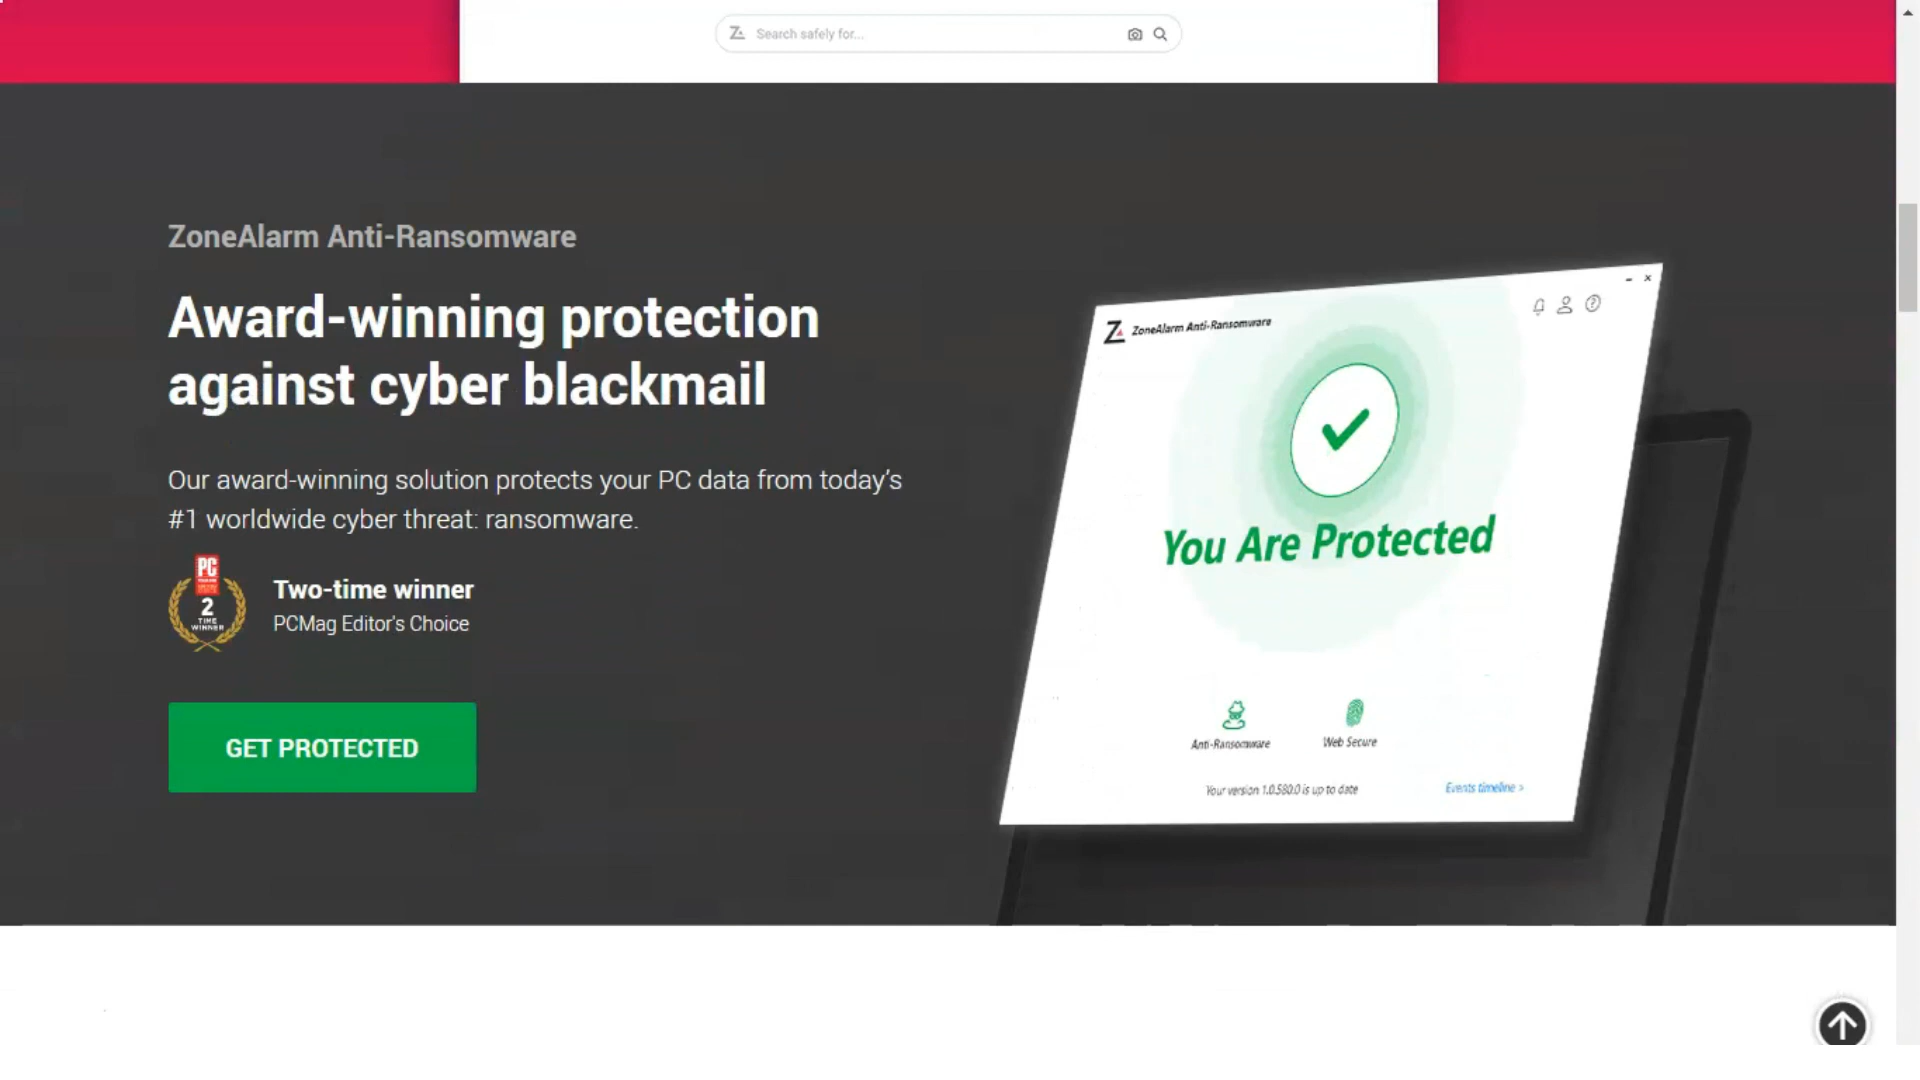 Search safely for...
ZoneAlarm Anti-Ransomware
Award-winning protection
against cyber blackmail
Our award-winning solution protects your PC data from today’s
#1 worldwide cyber threat: ransomware.
PC
2
TIME
WINNER
Two-time winner
PCMag Editor's Choice
GET PROTECTED
ZoneAlarm Anti-Ransomware
You Are Protected
Anti-Ransomware
Web Secure
Your version 1.0.580.0 is up to date
Events timeline >